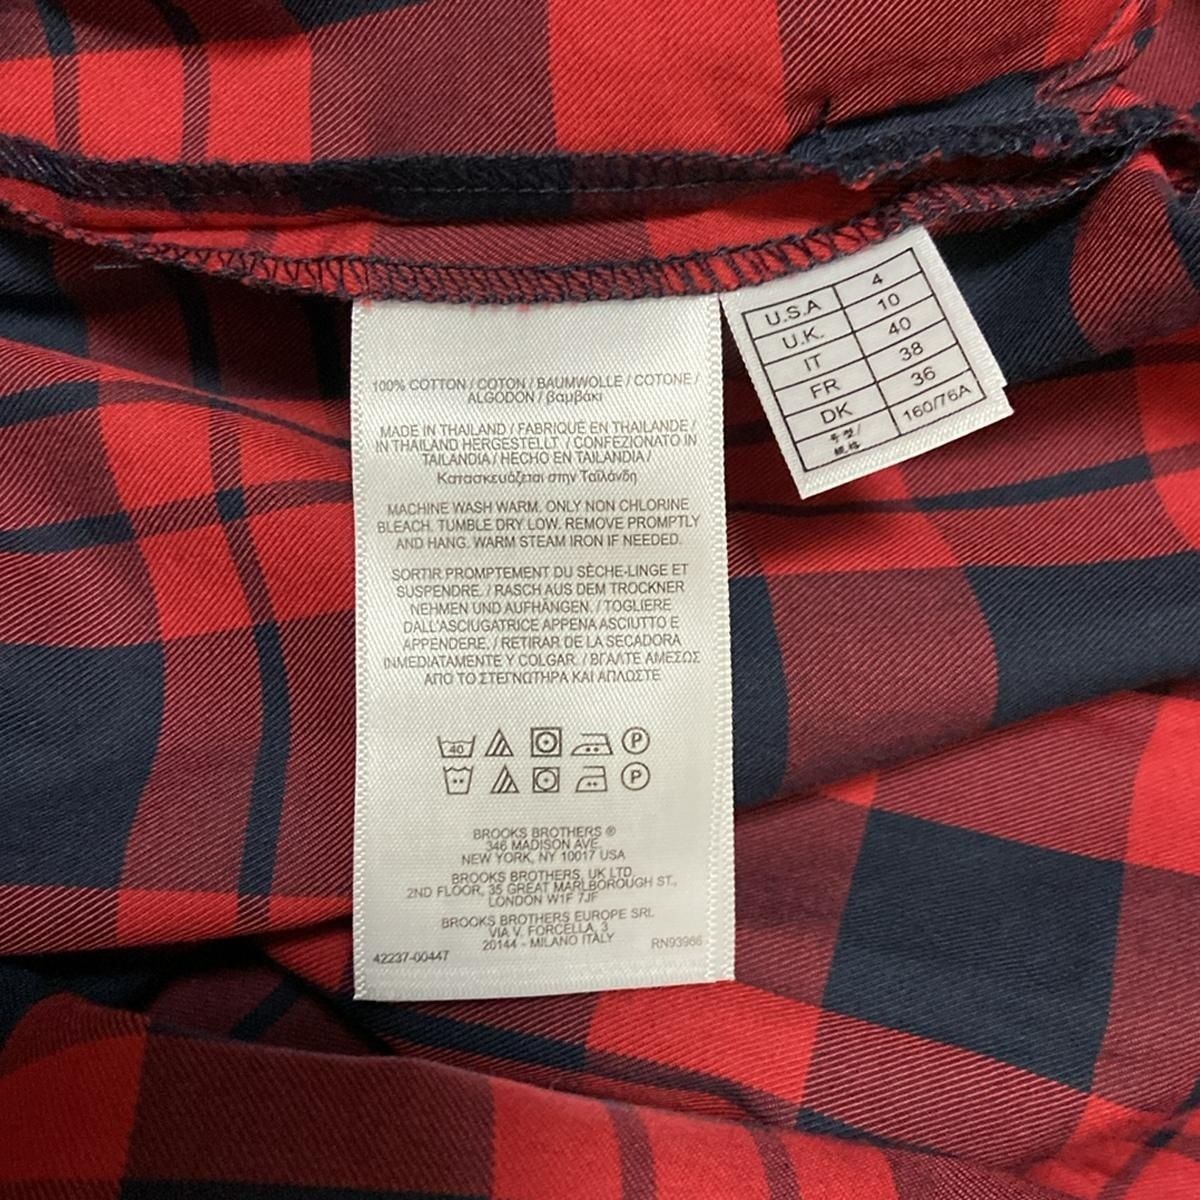 100% COTTON / COTON / BAUMWOLLE / COTONE /
ALGODON / βαμβάκι
MADE IN THAILAND / FABRIQUÉ EN THAILANDE /
IN THAILAND HERGESTELLT / CONFEZIONATO IN
TAILANDIA / HECHO EN TAILANDIA /
Κατασκευάζεται στην Ταϊλάνδη
MACHINE WASH WARM. ONLY NON CHLORINE
BLEACH. TUMBLE DRY LOW. REMOVE PROMPTLY
AND HANG. WARM STEAM IRON IF NEEDED.
SORTIR PROMPTEMENT DU SÈCHE-LINGE ET
SUSPENDRE. / RASCH AUS DEM TROCKNER
NEHMEN UND AUFHÄNGEN. / TOGLIERE
DALL'ASCIUGATRICE APPENA ASCIUTTO E
APPENDERE. / RETIRAR DE LA SECADORA
INMEDIATAMENTE Y COLGAR. / ΒΓΑΛΤΕ ΑΜΕΣΩΣ
ΑΠΟ ΤΟ ΣΤΕΓΝΩΤΗΡΑ ΚΑΙ ΑΠΛΩΣΤΕ
40 P
P
BROOKS BROTHERS ®
346 MADISON AVE.
NEW YORK, NY 10017 USA
BROOKS BROTHERS, UK LTD.
2ND FLOOR, 35 GREAT MARLBOROUGH ST.,
LONDON W1F 7JF
BROOKS BROTHERS EUROPE SRL
VIA V. FORCELLA, 3
20144 - MILANO ITALY
42237-00447 RN93986
U.S.A 4
U.K. 10
IT 40
FR 38
DK 36
号型/ 160/76A
规格